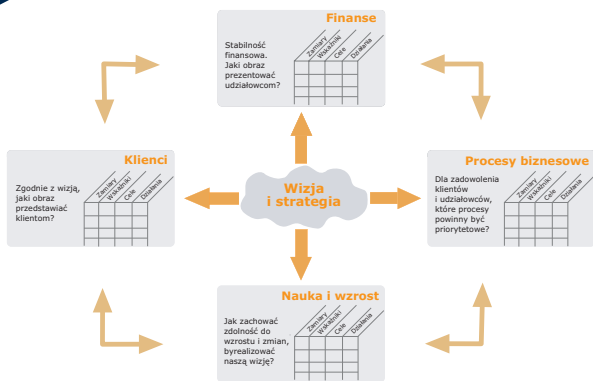 Finanse
Stabilność
finansowa.
Jaki obraz
prezentować
udziałowcom?
Zamiary
Wskaźniki
Cele
Działania
Klienci
Zgodnie z wizją,
jaki obraz
przedstawiać
klientom?
Zamiary
Wskaźniki
Cele
Działania
Wizja
i strategia
Procesy biznesowe
Dla zadowolenia
klientów
i udziałowców,
które procesy
powinny być
priorytetowe?
Zamiary
Wskaźniki
Cele
Działania
Nauka i wzrost
Jak zachować
zdolność do
wzrostu i zmian,
byrealizować
naszą wizję?
Zamiary
Wskaźniki
Cele
Działania